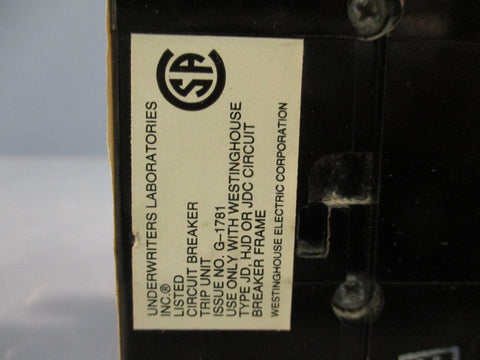 UNDERWRITERS LABORATORIES
INC.®
LISTED
CIRCUIT BREAKER
TRIP UNIT
ISSUE NO. G-1781
USE ONLY WITH WESTINGHOUSE
TYPE JD, HJD OR JDC CIRCUIT
BREAKER FRAME
WESTINGHOUSE ELECTRIC CORPORATION
CSA